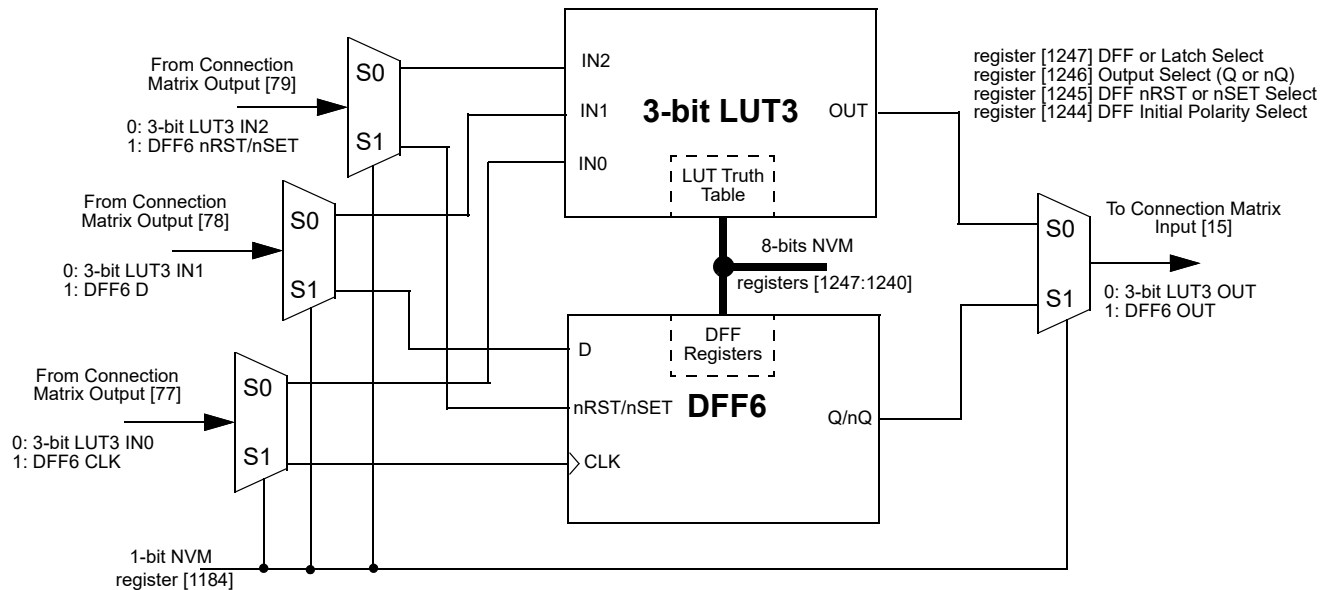 From Connection
Matrix Output [79]
0: 3-bit LUT3 IN2
1: DFF6 nRST/nSET
S0
S1
From Connection
Matrix Output [78]
0: 3-bit LUT3 IN1
1: DFF6 D
S0
S1
From Connection
Matrix Output [77]
0: 3-bit LUT3 IN0
1: DFF6 CLK
S0
S1
1-bit NVM
register [1184]
IN2
IN1
IN0
3-bit LUT3
OUT
LUT Truth
Table
8-bits NVM
registers [1247:1240]
DFF
Registers
D
nRST/nSET
CLK
DFF6
Q/nQ
register [1247] DFF or Latch Select
register [1246] Output Select (Q or nQ)
register [1245] DFF nRST or nSET Select
register [1244] DFF Initial Polarity Select
S0
S1
To Connection Matrix
Input [15]
0: 3-bit LUT3 OUT
1: DFF6 OUT